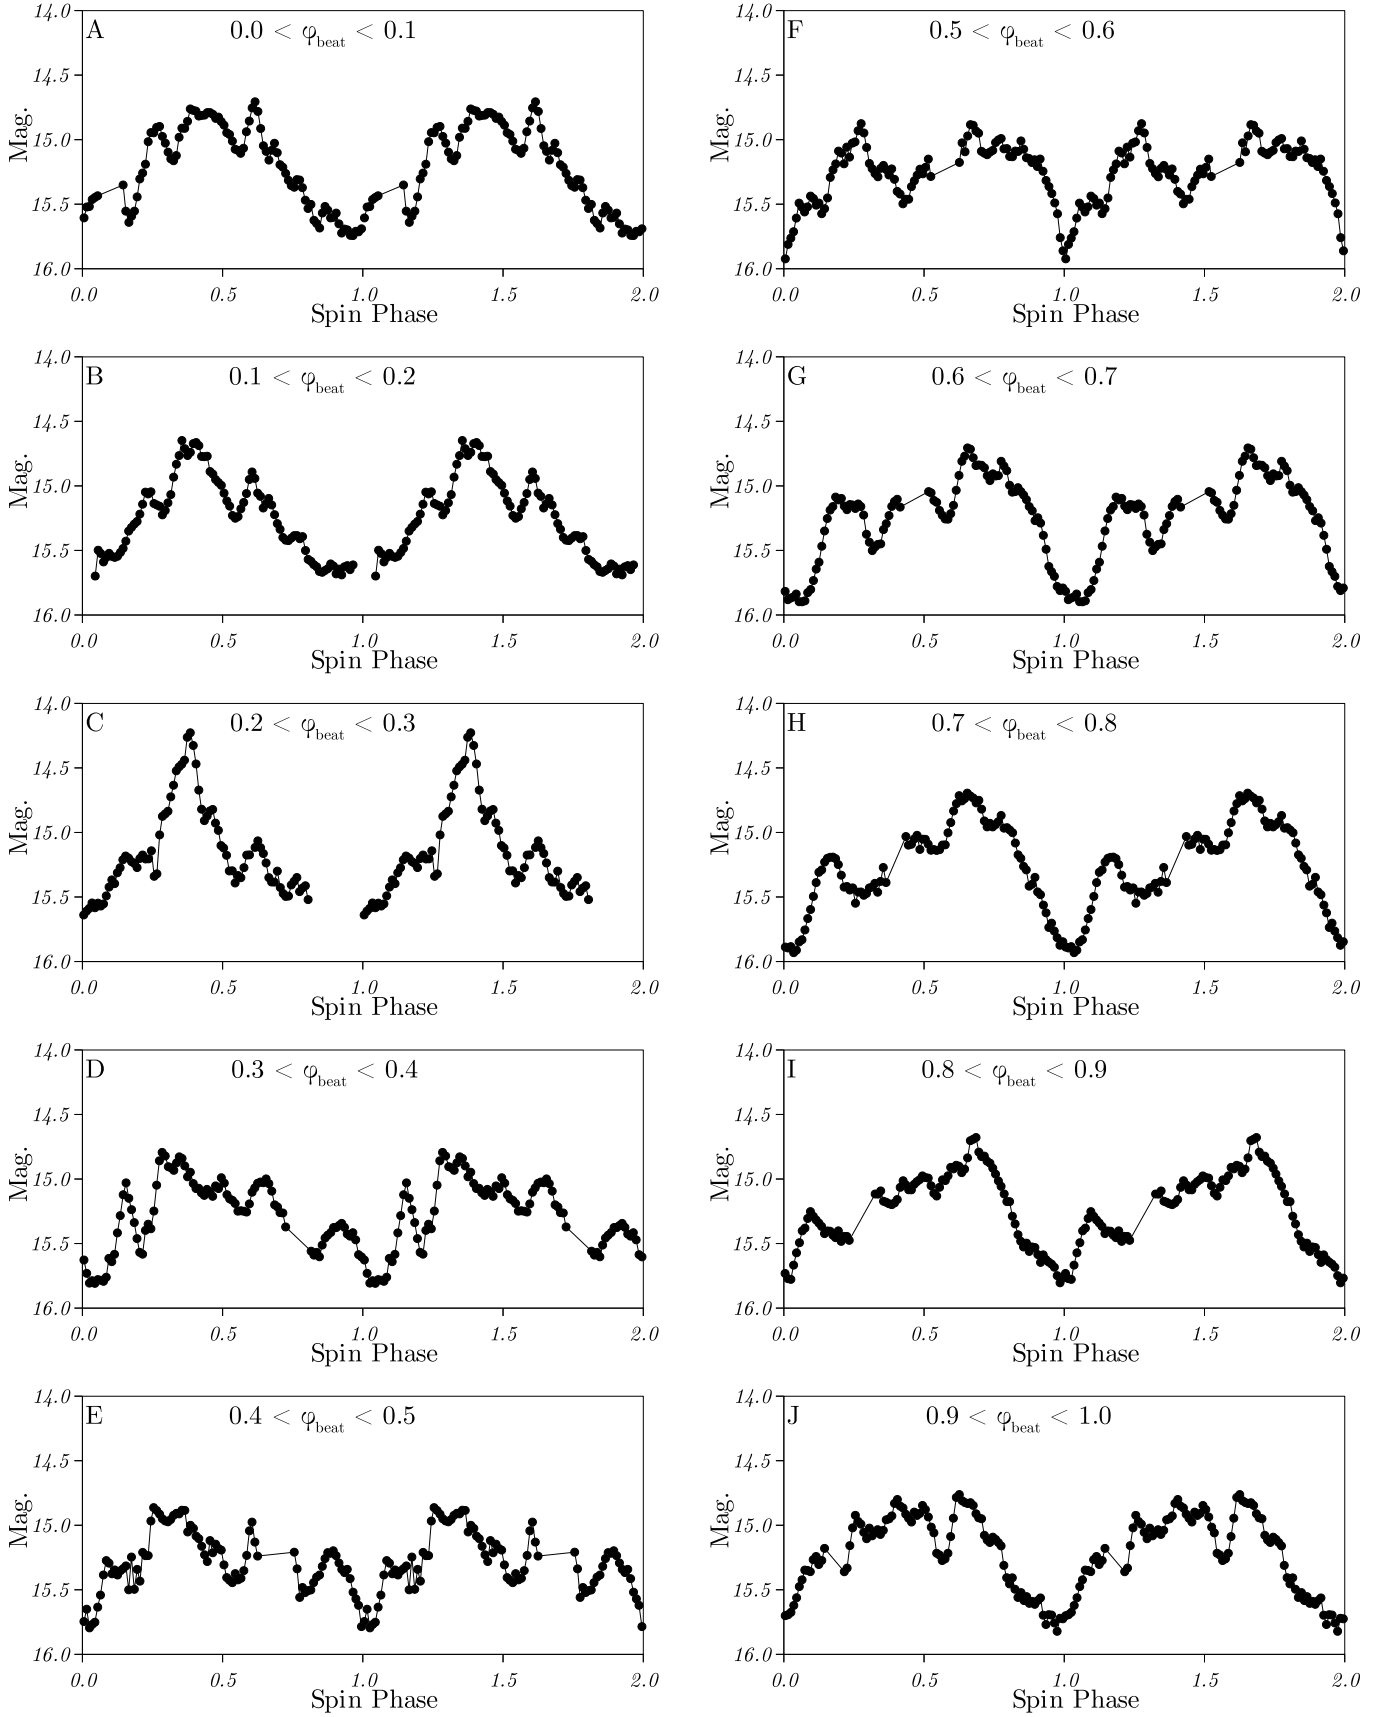 A 0.0 < φbeat < 0.1
14.0
14.5
15.0
15.5
16.0
Mag.
0.0 0.5 1.0 1.5 2.0
Spin Phase
F 0.5 < φbeat < 0.6
14.0
14.5
15.0
15.5
16.0
Mag.
0.0 0.5 1.0 1.5 2.0
Spin Phase
B 0.1 < φbeat < 0.2
14.0
14.5
15.0
15.5
16.0
Mag.
0.0 0.5 1.0 1.5 2.0
Spin Phase
G 0.6 < φbeat < 0.7
14.0
14.5
15.0
15.5
16.0
Mag.
0.0 0.5 1.0 1.5 2.0
Spin Phase
C 0.2 < φbeat < 0.3
14.0
14.5
15.0
15.5
16.0
Mag.
0.0 0.5 1.0 1.5 2.0
Spin Phase
H 0.7 < φbeat < 0.8
14.0
14.5
15.0
15.5
16.0
Mag.
0.0 0.5 1.0 1.5 2.0
Spin Phase
D 0.3 < φbeat < 0.4
14.0
14.5
15.0
15.5
16.0
Mag.
0.0 0.5 1.0 1.5 2.0
Spin Phase
I 0.8 < φbeat < 0.9
14.0
14.5
15.0
15.5
16.0
Mag.
0.0 0.5 1.0 1.5 2.0
Spin Phase
E 0.4 < φbeat < 0.5
14.0
14.5
15.0
15.5
16.0
Mag.
0.0 0.5 1.0 1.5 2.0
Spin Phase
J 0.9 < φbeat < 1.0
14.0
14.5
15.0
15.5
16.0
Mag.
0.0 0.5 1.0 1.5 2.0
Spin Phase